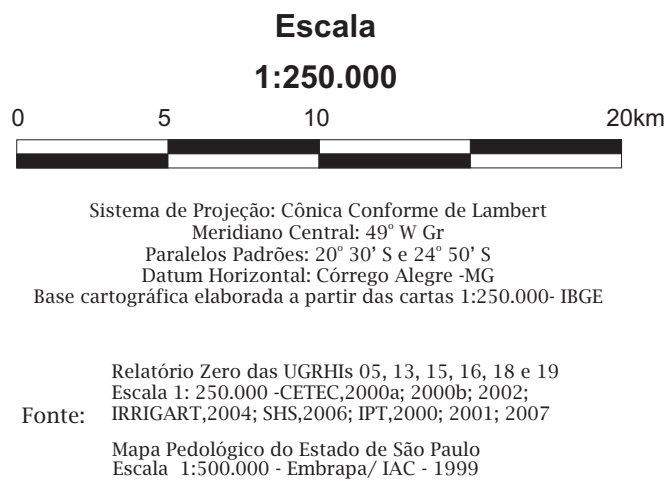 Escala
1:250.000
0 5 10 20km
Sistema de Projeção: Cônica Conforme de Lambert
Meridiano Central: 49° W Gr
Paralelos Padrões: 20° 30’ S e 24° 50’ S
Datum Horizontal: Córrego Alegre -MG
Base cartográfica elaborada a partir das cartas 1:250.000- IBGE
Relatório Zero das UGRHIs 05, 13, 15, 16, 18 e 19
Escala 1: 250.000 -CETEC,2000a; 2000b; 2002;
Fonte: IRRIGART,2004; SHS,2006; IPT,2000; 2001; 2007
Mapa Pedológico do Estado de São Paulo
Escala 1:500.000 - Embrapa/ IAC - 1999